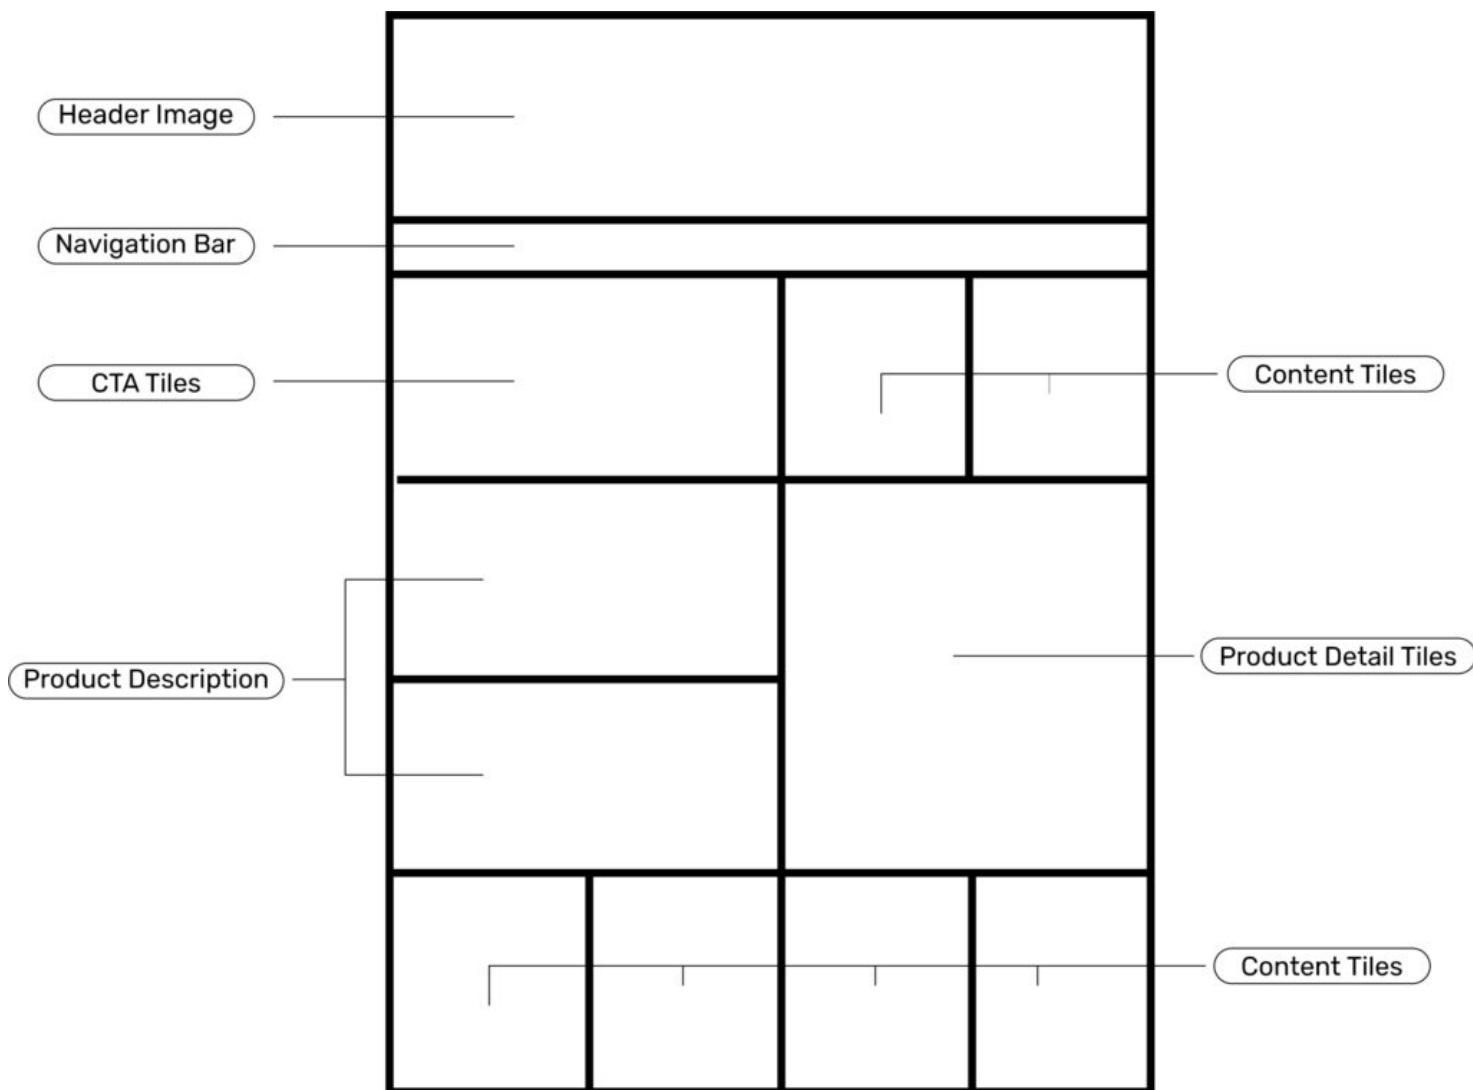 Header Image
Navigation Bar
CTA Tiles
Content Tiles
Product Description
Product Detail Tiles
Content Tiles